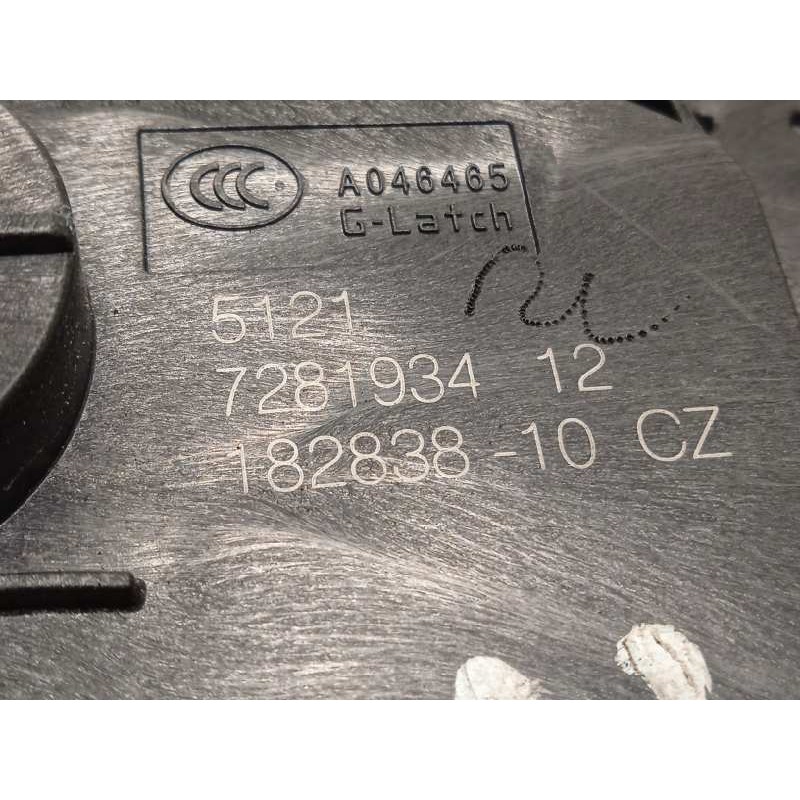 CCC A046465
G-Latch
5121
7281934 12
182838-10 CZ